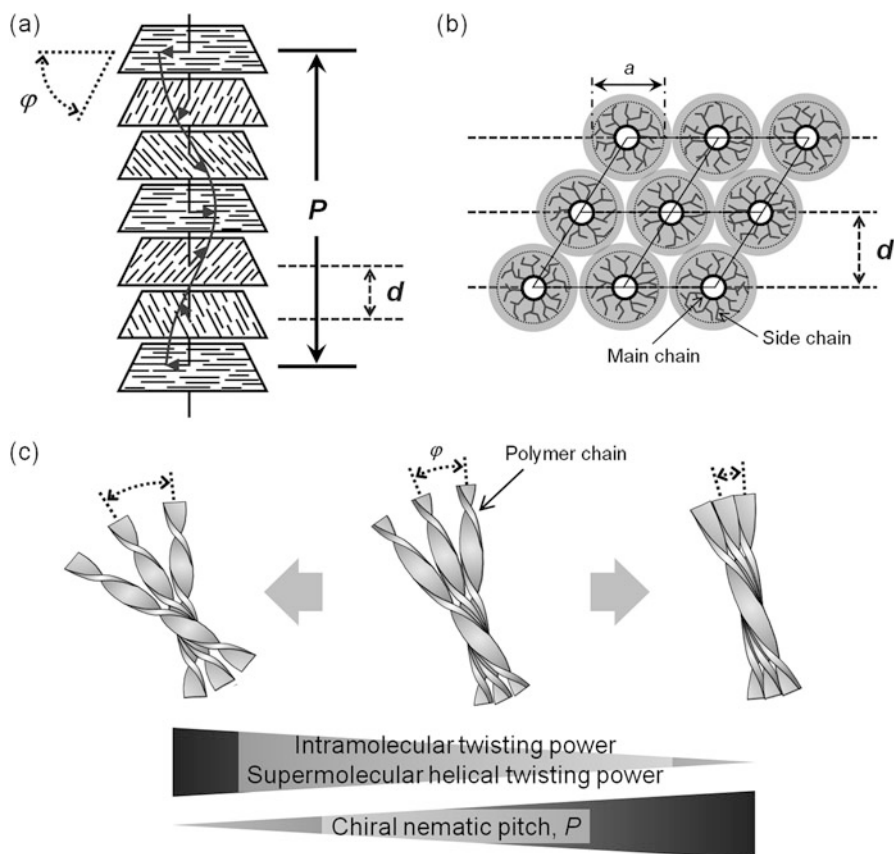 (a)
φ
P
d
(b)
a
d
Main chain
Side chain
(c)
φ
Polymer chain
Intramolecular twisting power
Supermolecular helical twisting power
Chiral nematic pitch, P